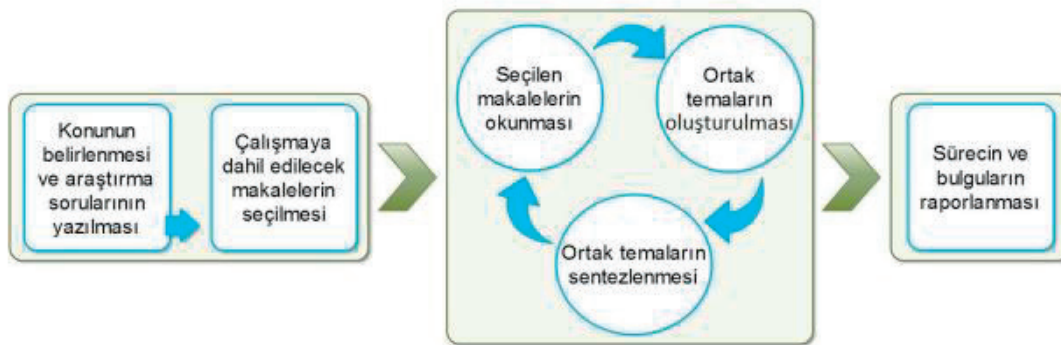 Konunun
belirlenmesi
ve araştırma
sorularının
yazılması
Çalışmaya
dahil edilecek
makalelerin
seçilmesi
Seçilen
makalelerin
okunması
Ortak
temaların
oluşturulması
Ortak temaların
sentezlenmesi
Sürecin ve
bulguların
raporlanması